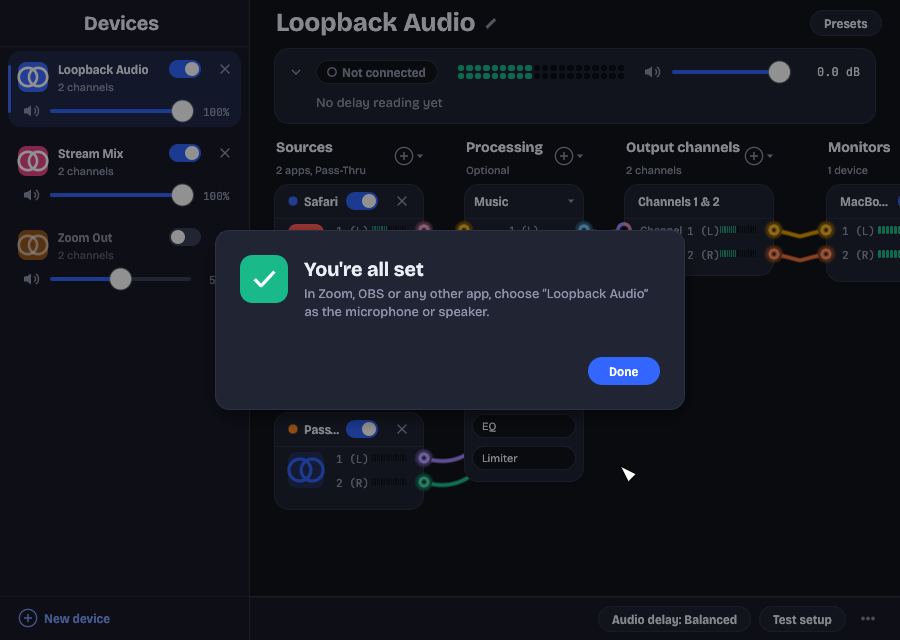 Devices
Loopback Audio
2 channels
100%
Stream Mix
2 channels
100%
Zoom Out
2 channels
Loopback Audio
Presets
Not connected
0.0 dB
No delay reading yet
Sources
2 apps, Pass-Thru
Processing
Optional
Output channels
2 channels
Monitors
1 device
Safari
Music
Channels 1 & 2
MacBo...
1 (L)
1 (L)
Channel 1 (L)
1 (L)
2 (R)
2 (R)
You're all set
In Zoom, OBS or any other app, choose “Loopback Audio”
as the microphone or speaker.
Done
Pass...
1 (L)
2 (R)
EQ
Limiter
New device
Audio delay: Balanced
Test setup